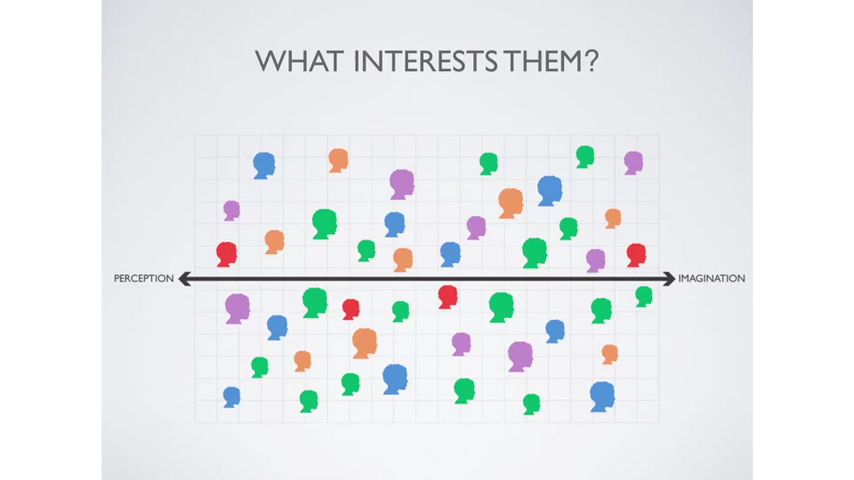 WHAT INTERESTS THEM?
PERCEPTION
IMAGINATION